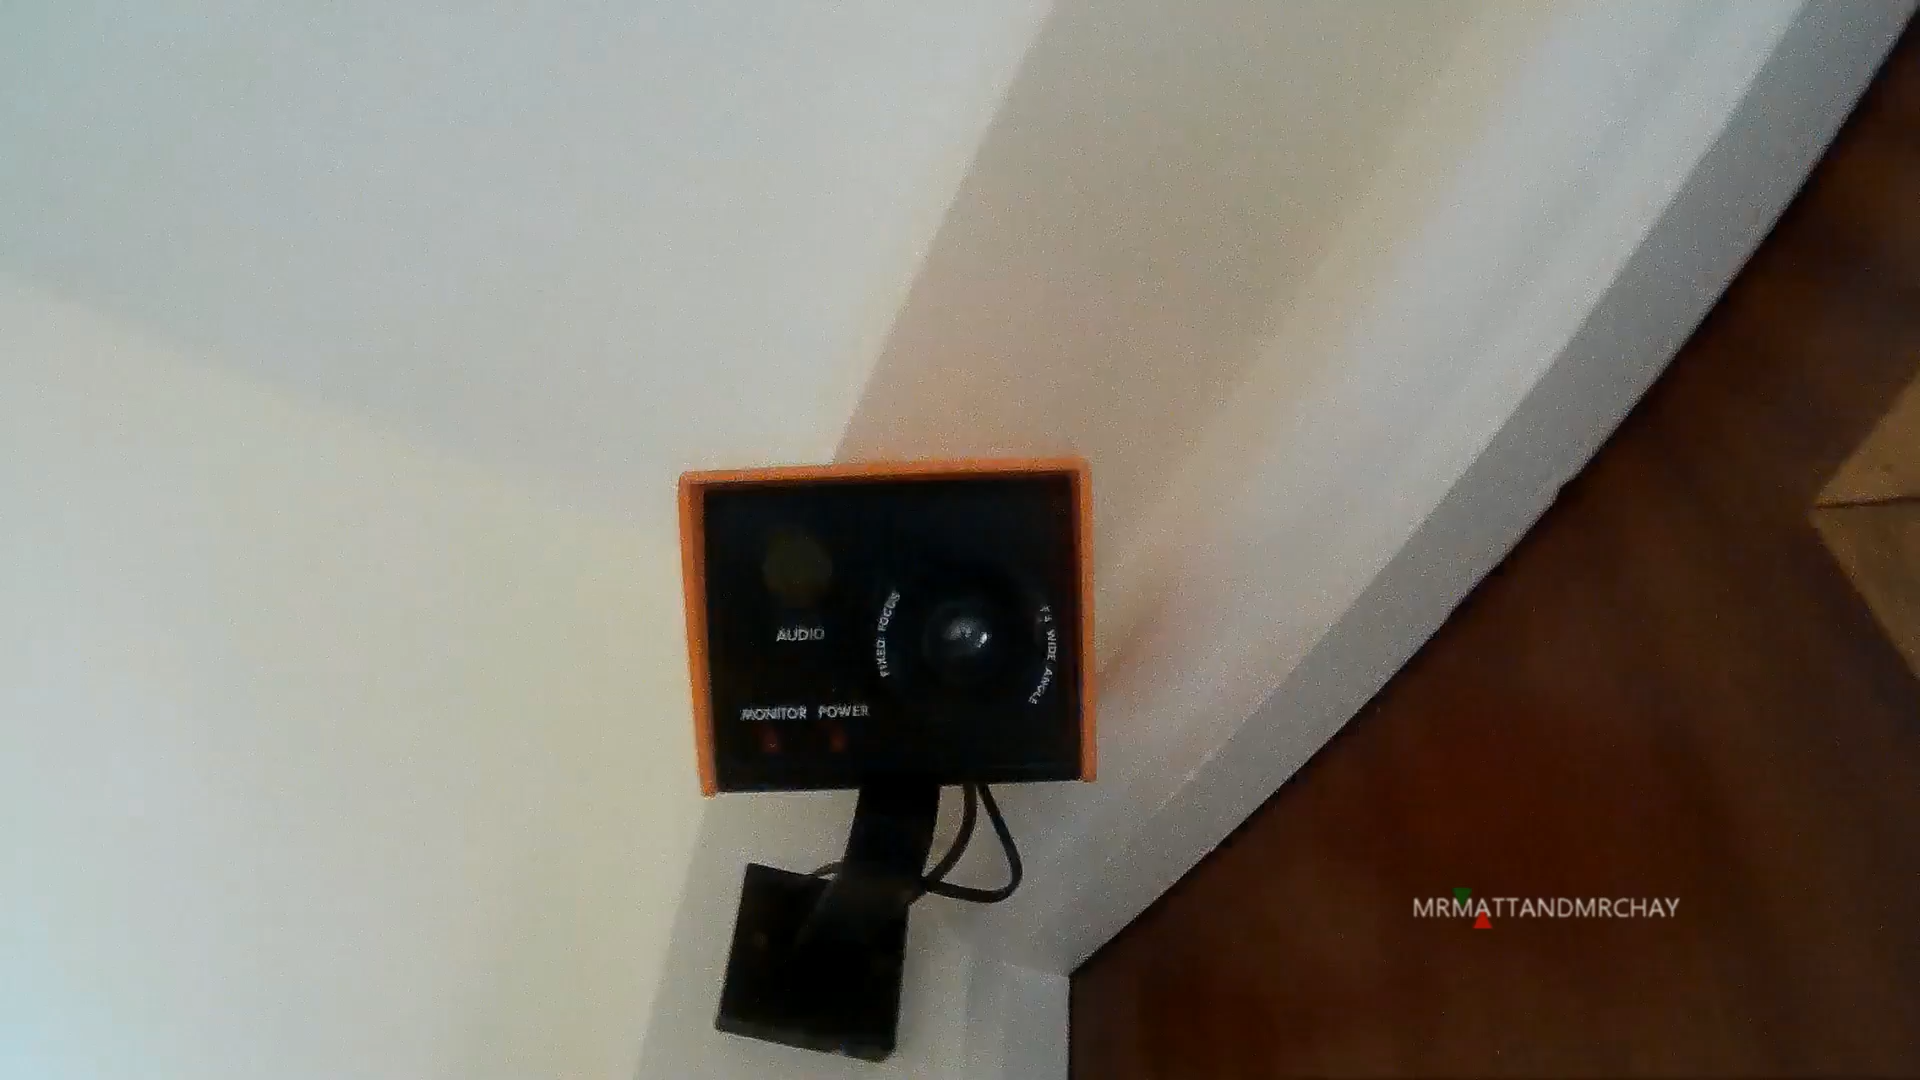 AUDIO
FIXED FOCUS
WIDE ANGLE
MONITOR POWER
MRMATTANDMRCHAY